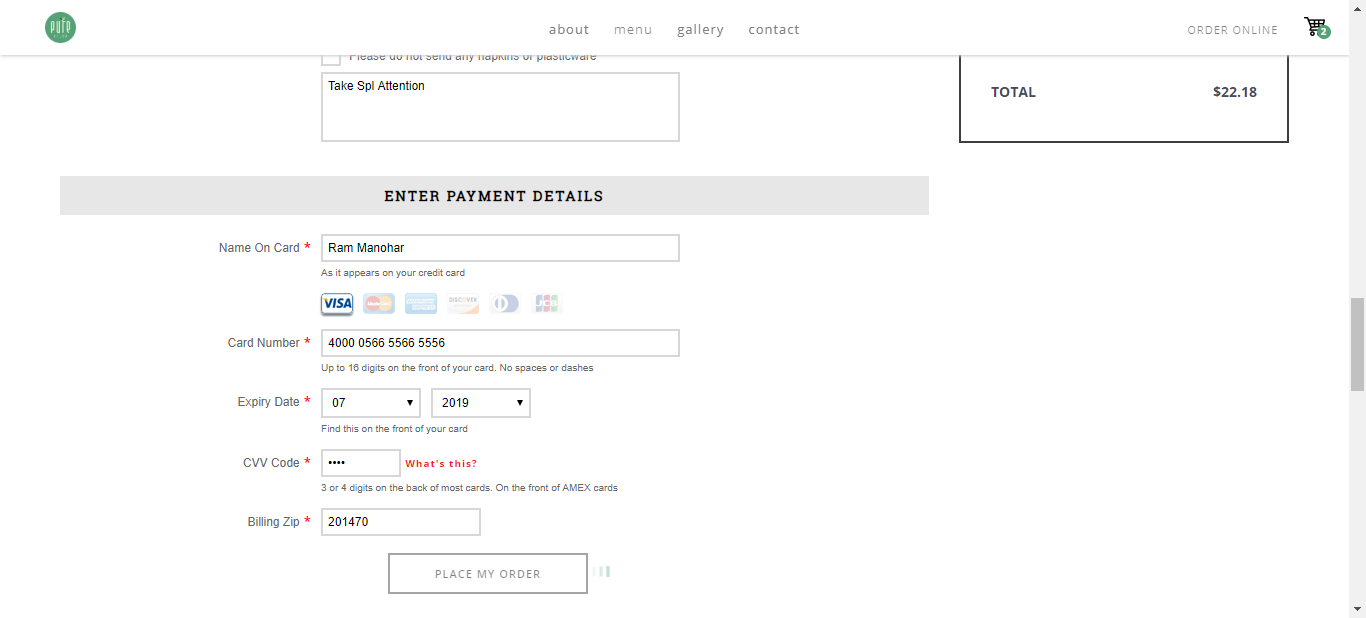 pure
about menu gallery contact
ORDER ONLINE
2
Please do not send any napkins or plasticware
Take Spl Attention
TOTAL $22.18
ENTER PAYMENT DETAILS
Name On Card * Ram Manohar
As it appears on your credit card
VISA MasterCard DISCOVER JCB
Card Number * 4000 0566 5566 5556
Up to 16 digits on the front of your card. No spaces or dashes
Expiry Date * 07 2019
Find this on the front of your card
CVV Code * •••• What's this?
3 or 4 digits on the back of most cards. On the front of AMEX cards
Billing Zip * 201470
PLACE MY ORDER